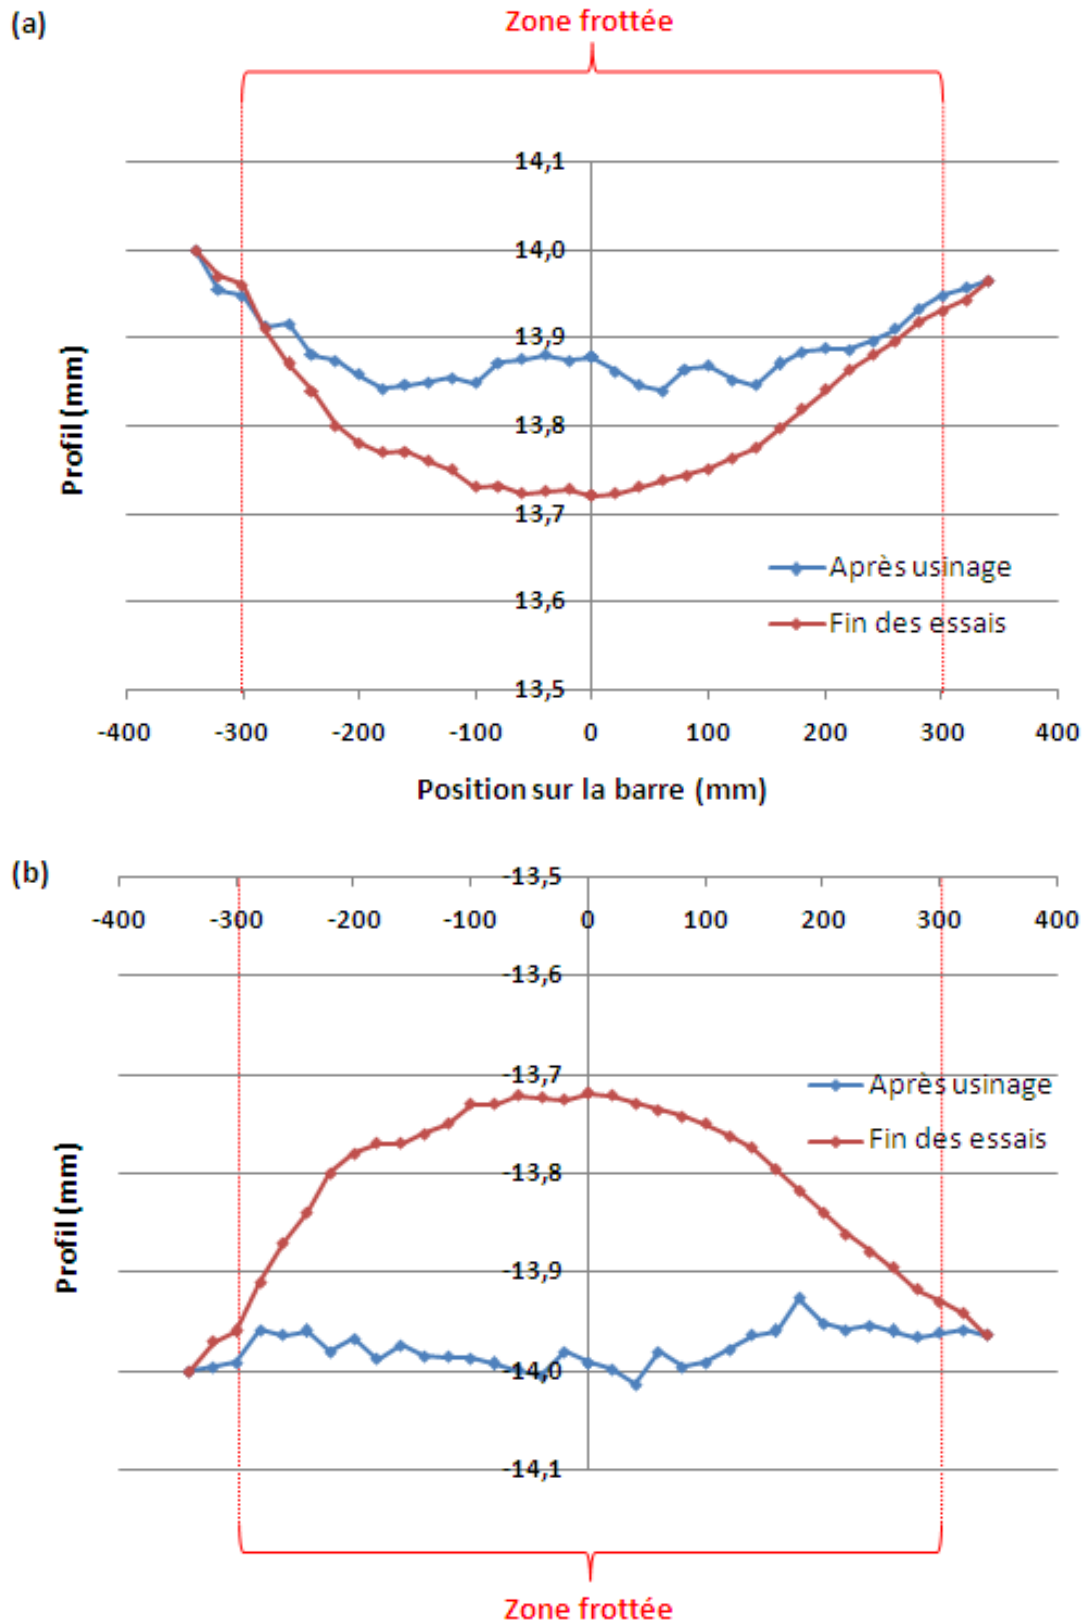 (a)
Zone frottée
14,1
14,0
13,9
13,8
13,7
13,6
13,5
Profil (mm)
Après usinage
Fin des essais
-400 -300 -200 -100 0 100 200 300 400
Position sur la barre (mm)
(b)
-13,5
-400 -300 -200 -100 0 100 200 300 400
-13,6
-13,7
-13,8
-13,9
-14,0
-14,1
Profil (mm)
Après usinage
Fin des essais
Zone frottée